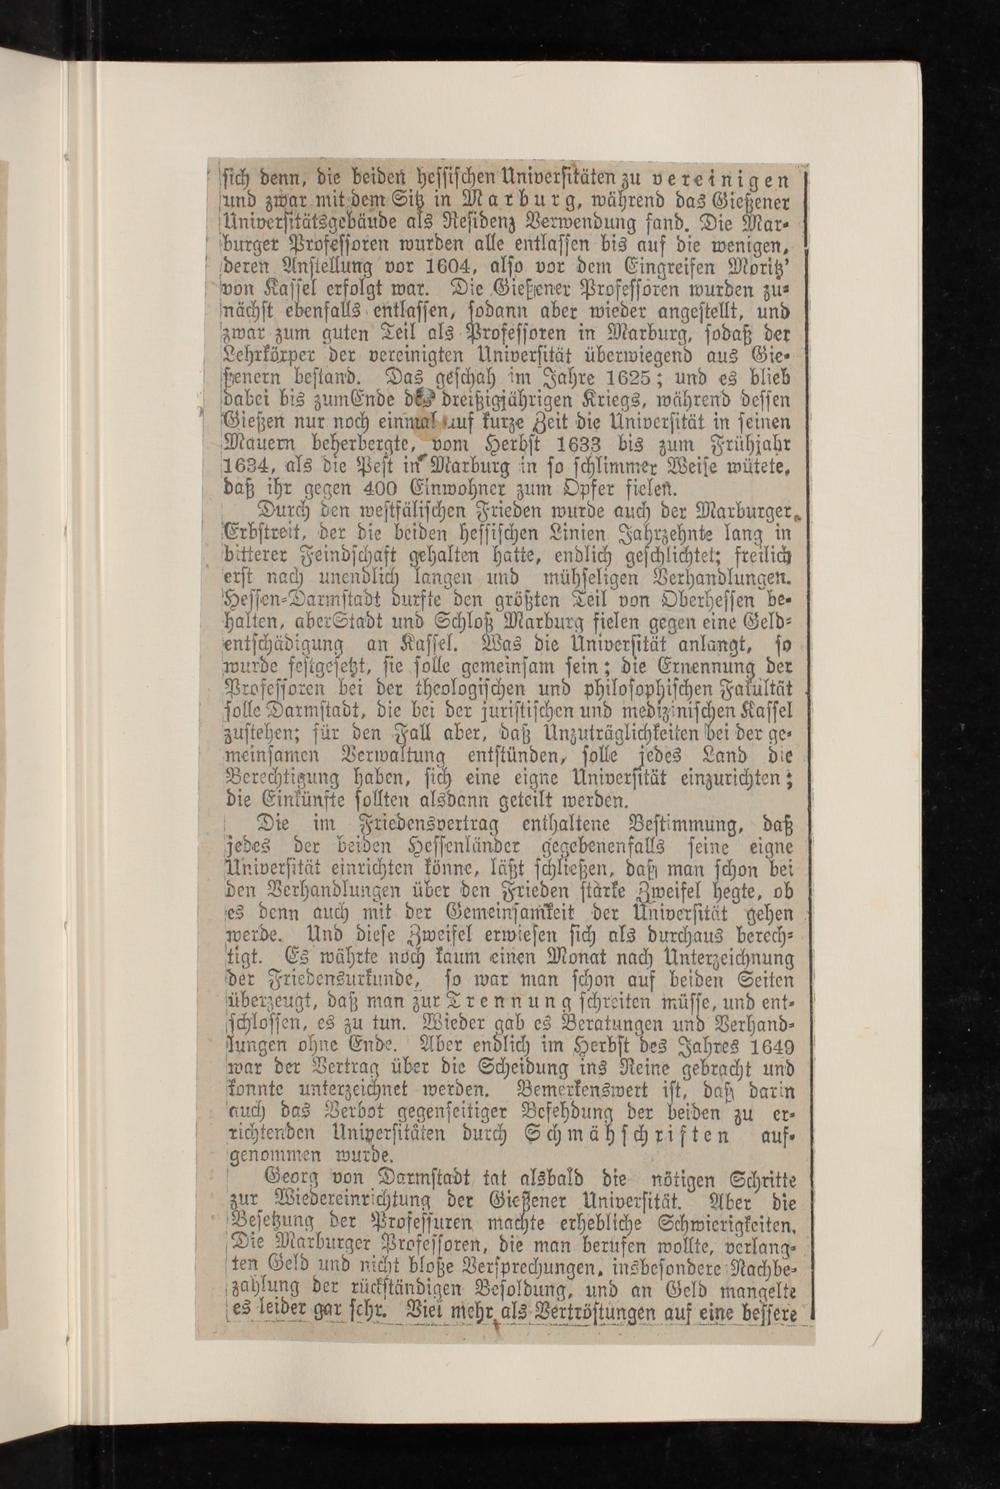 sich denn, die beiden hessischen Universitäten zu vereinigen
und zwar mit dem Sitz in Marburg, während das Gießener
Universitätsgebäude als Residenz Verwendung fand. Die Mar-
burger Professoren wurden alle entlassen bis auf die wenigen,
deren Anstellung vor 1604, also vor dem Eingreifen Moritz'
von Kassel erfolgt war. Die Gießener Professoren wurden zu-
nächst ebenfalls entlassen, sodann aber wieder angestellt, und
zwar zum guten Teil als Professoren in Marburg, sodaß der
Lehrkörper der vereinigten Universität überwiegend aus Gie-
ßenern bestand. Das geschah im Jahre 1625; und es blieb
dabei bis zum Ende des dreißigjährigen Kriegs, während dessen
Gießen nur noch einmal auf kurze Zeit die Universität in seinen
Mauern beherbergte, vom Herbst 1633 bis zum Frühjahr
1634, als die Pest in Marburg in so schlimmer Weise wütete,
daß ihr gegen 400 Einwohner zum Opfer fielen.
Durch den westfälischen Frieden wurde auch der Marburger
Erbstreit, der die beiden hessischen Linien Jahrzehnte lang in
bitterer Feindschaft gehalten hatte, endlich geschlichtet; freilich
erst nach unendlich langen und mühseligen Verhandlungen.
Hessen-Darmstadt durfte den größten Teil von Oberhessen be-
halten, aber Stadt und Schloß Marburg fielen gegen eine Geld-
entschädigung an Kassel. Was die Universität anlangt, so
wurde festgesetzt, sie solle gemeinsam sein; die Ernennung der
Professoren bei der theologischen und philosophischen Fakultät
solle Darmstadt, die bei der juristischen und medizinischen Kassel
zustehen; für den Fall aber, daß Unzuträglichkeiten bei der ge-
meinsamen Verwaltung entstünden, solle jedes Land die
Berechtigung haben, sich eine eigne Universität einzurichten;
die Einkünfte sollten alsdann geteilt werden.
Die im Friedensvertrag enthaltene Bestimmung, daß
jedes der beiden Hessenländer gegebenenfalls seine eigne
Universität einrichten könne, läßt schließen, daß man schon bei
den Verhandlungen über den Frieden starke Zweifel hegte, ob
es denn auch mit der Gemeinsamkeit der Universität gehen
werde. Und diese Zweifel erwiesen sich als durchaus berech-
tigt. Es währte noch kaum einen Monat nach Unterzeichnung
der Friedensurkunde, so war man schon auf beiden Seiten
überzeugt, daß man zur Trennung schreiten müsse, und ent-
schlossen, es zu tun. Wieder gab es Beratungen und Verhand-
lungen ohne Ende. Aber endlich im Herbst des Jahres 1649
war der Vertrag über die Scheidung ins Reine gebracht und
konnte unterzeichnet werden. Bemerkenswert ist, daß darin
auch das Verbot gegenseitiger Befehdung der beiden zu er-
richtenden Universitäten durch Schmähschriften auf-
genommen wurde.
Georg von Darmstadt tat alsbald die nötigen Schritte
zur Wiedereinrichtung der Gießener Universität. Aber die
Besetzung der Professuren machte erhebliche Schwierigkeiten.
Die Marburger Professoren, die man berufen wollte, verlang-
ten Geld und nicht bloße Versprechungen, insbesondere Nachbe-
zahlung der rückständigen Besoldung, und an Geld mangelte
es leider gar sehr. Viel mehr als Vertröstungen auf eine bessere